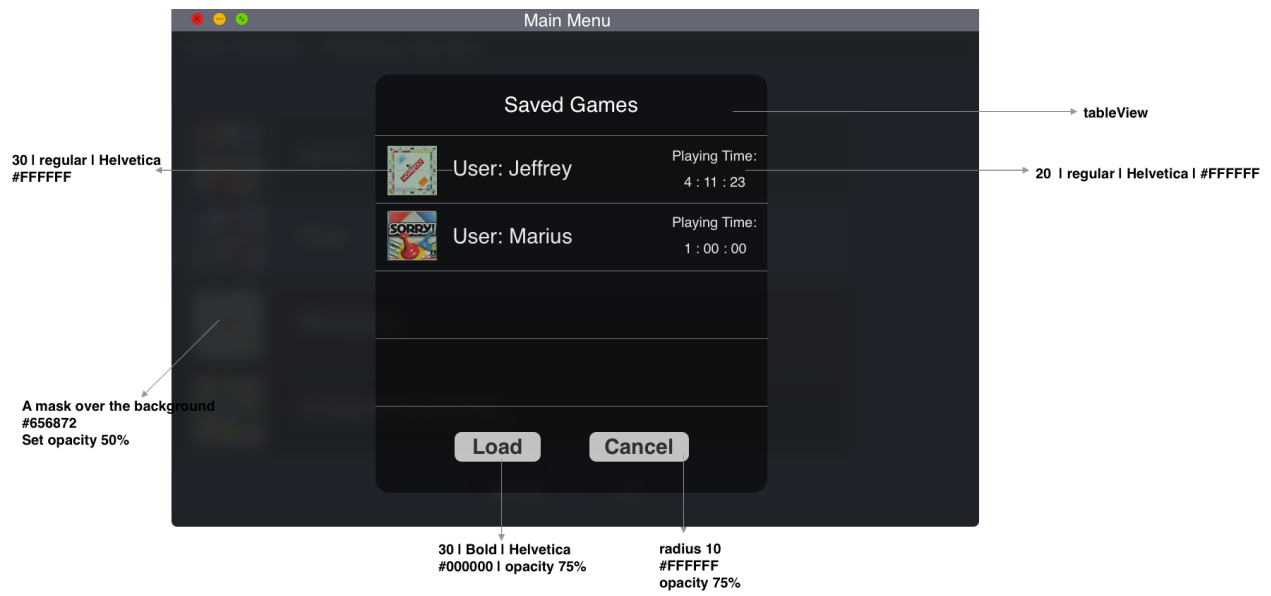 Main Menu
Saved Games
tableView
30 | regular | Helvetica
#FFFFFF
User: Jeffrey
Playing Time:
4 : 11 : 23
20 | regular | Helvetica | #FFFFFF
SORRY!
User: Marius
Playing Time:
1 : 00 : 00
A mask over the background
#656872
Set opacity 50%
Load
Cancel
30 | Bold | Helvetica
#000000 | opacity 75%
radius 10
#FFFFFF
opacity 75%